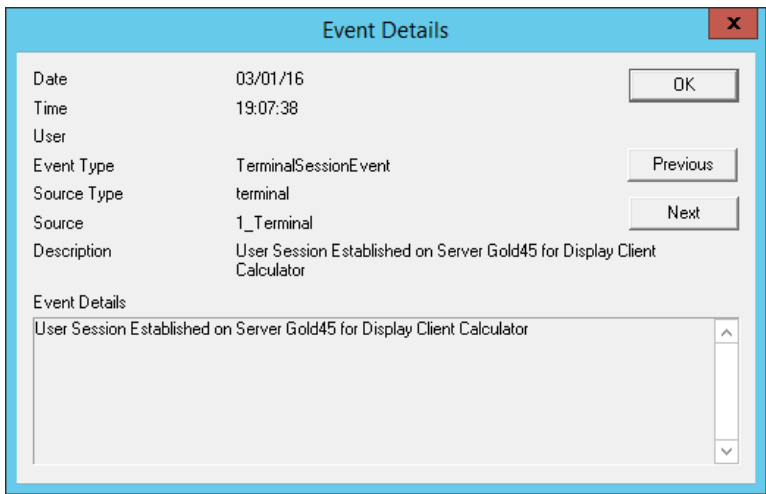 Event Details
x
Date 03/01/16 OK
Time 19:07:38
User
Event Type TerminalSessionEvent Previous
Source Type terminal
Source 1_Terminal Next
Description User Session Established on Server Gold45 for Display Client
Calculator
Event Details
User Session Established on Server Gold45 for Display Client Calculator